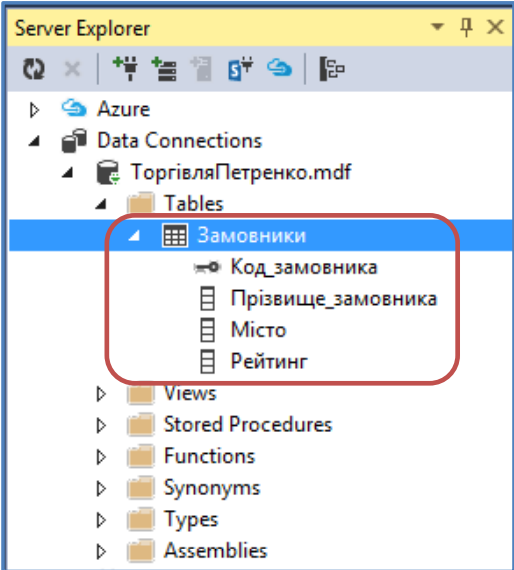 Server Explorer
Azure
Data Connections
ТоргівляПетренко.mdf
Tables
Замовники
Код_замовника
Прізвище_замовника
Місто
Рейтинг
Views
Stored Procedures
Functions
Synonyms
Types
Assemblies